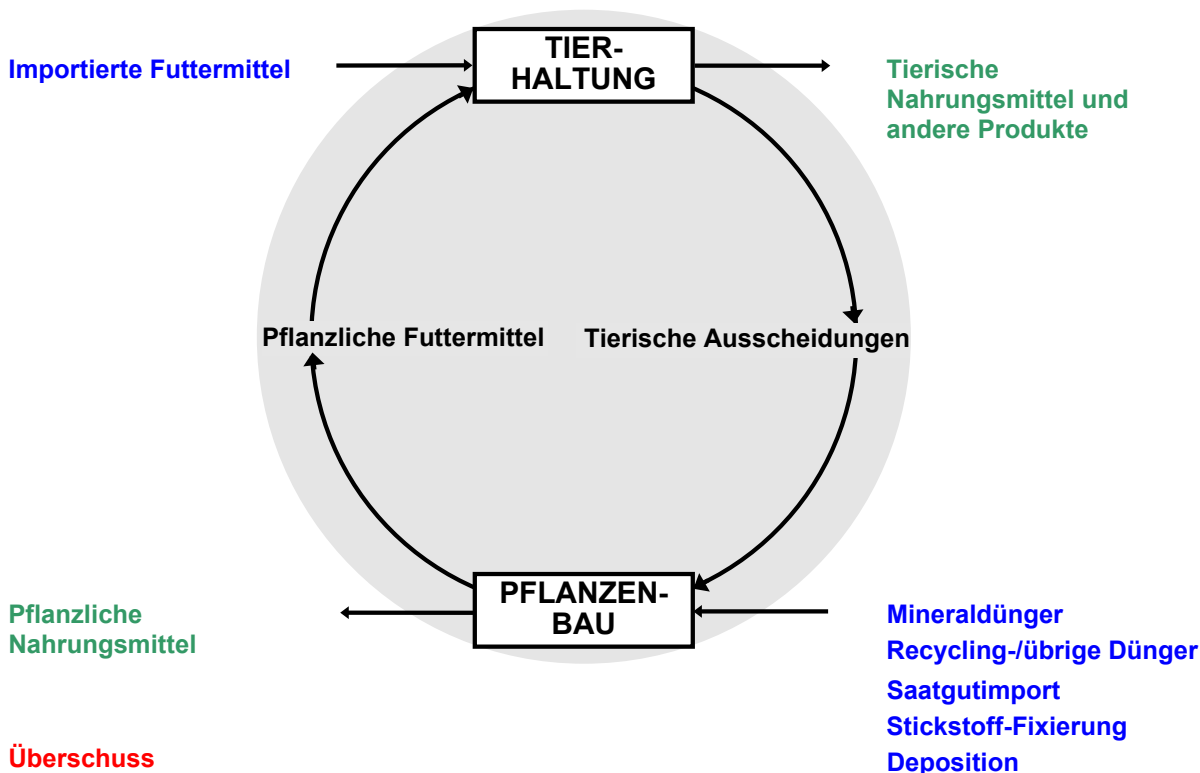 TIER-
HALTUNG
Importierte Futtermittel
Tierische
Nahrungsmittel und
andere Produkte
Pflanzliche Futtermittel
Tierische Ausscheidungen
PFLANZEN-
BAU
Pflanzliche
Nahrungsmittel
Mineraldünger
Recycling-/übrige Dünger
Saatgutimport
Stickstoff-Fixierung
Deposition
Überschuss